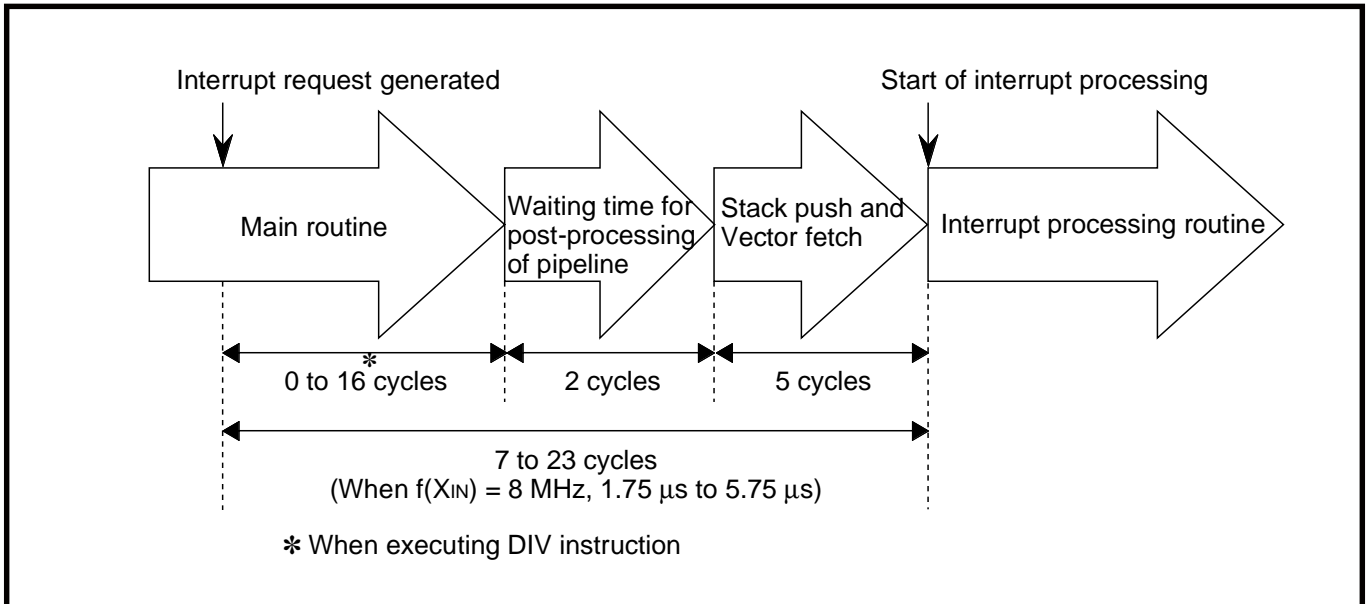 Interrupt request generated
Start of interrupt processing
Main routine
Waiting time for
post-processing
of pipeline
Stack push and
Vector fetch
Interrupt processing routine
0 to 16 cycles
*
2 cycles
5 cycles
7 to 23 cycles
(When f(XIN) = 8 MHz, 1.75 μs to 5.75 μs)
* When executing DIV instruction